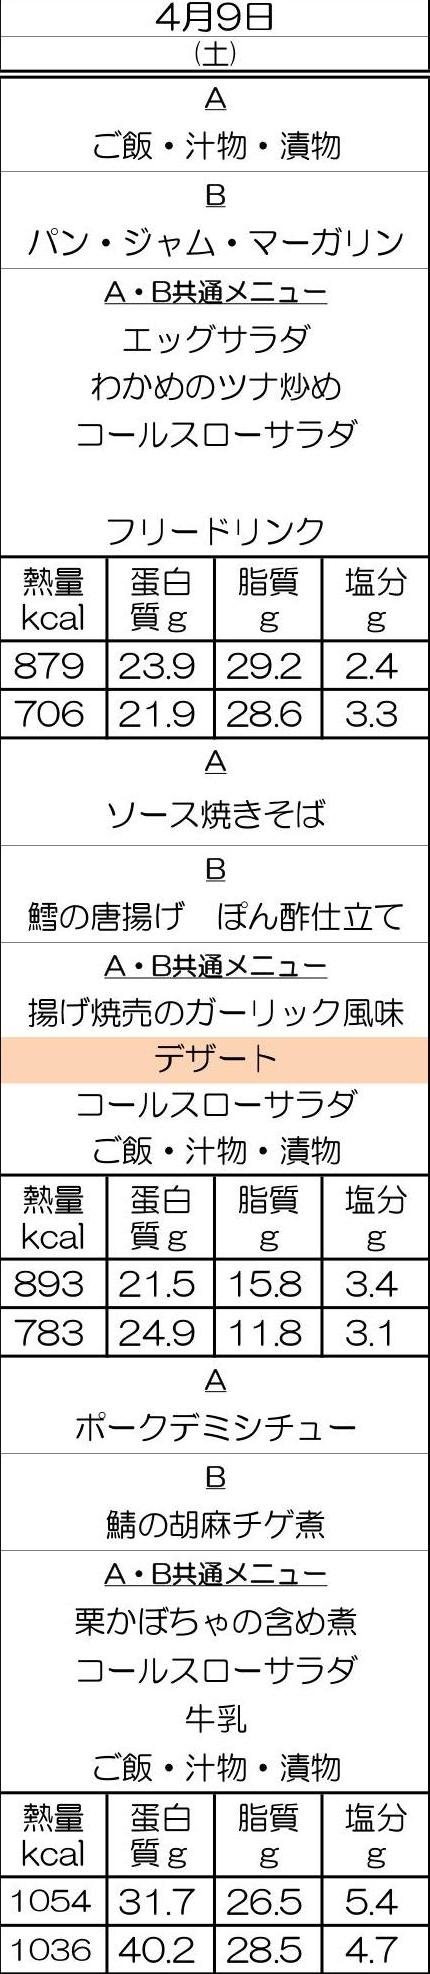 4月9日
(土)
A
ご飯・汁物・漬物
B
パン・ジャム・マーガリン
A・B共通メニュー
エッグサラダ
わかめのツナ炒め
コールスローサラダ
フリードリンク
熱量 蛋白 脂質 塩分
kcal 質g g g
879 23.9 29.2 2.4
706 21.9 28.6 3.3
A
ソース焼きそば
B
鱈の唐揚げ ぽん酢仕立て
A・B共通メニュー
揚げ焼売のガーリック風味
デザート
コールスローサラダ
ご飯・汁物・漬物
熱量 蛋白 脂質 塩分
kcal 質g g g
893 21.5 15.8 3.4
783 24.9 11.8 3.1
A
ポークデミシチュー
B
鯖の胡麻チゲ煮
A・B共通メニュー
栗かぼちゃの含め煮
コールスローサラダ
牛乳
ご飯・汁物・漬物
熱量 蛋白 脂質 塩分
kcal 質g g g
1054 31.7 26.5 5.4
1036 40.2 28.5 4.7